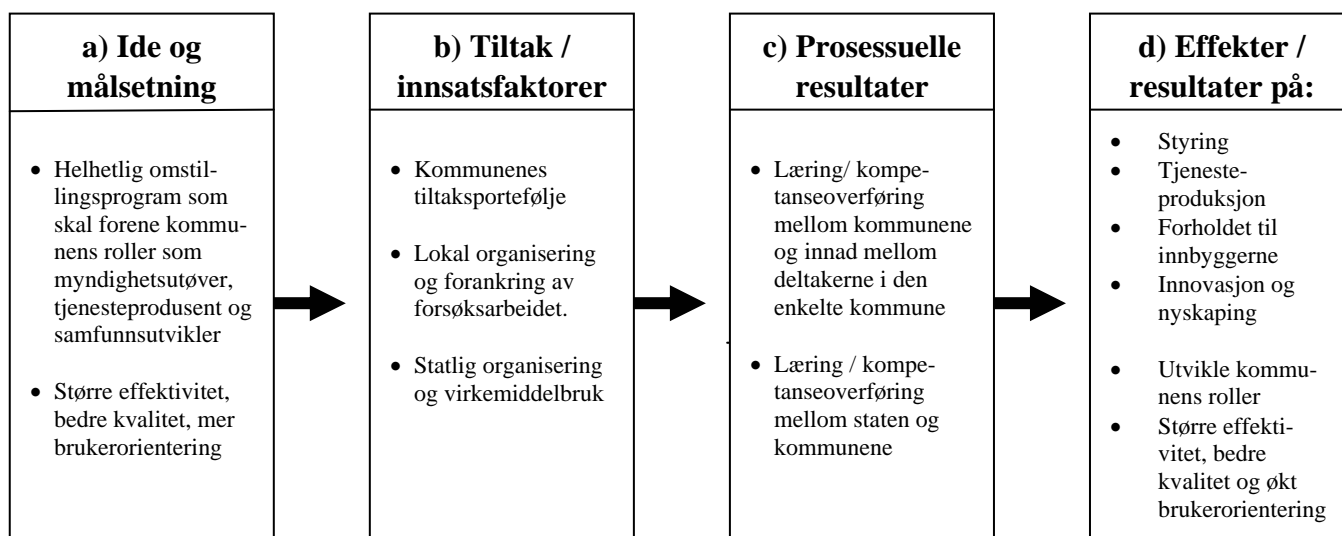 a) Ide og
målsetning
• Helhetlig omstil-
lingsprogram som
skal forene kommu-
nens roller som
myndighetsutøver,
tjenesteprodusent og
samfunnsutvikler
• Større effektivitet,
bedre kvalitet, mer
brukerorientering
b) Tiltak /
innsatsfaktorer
• Kommunenes
tiltaksportefølje
• Lokal organisering
og forankring av
forsøksarbeidet.
• Statlig organisering
og virkemiddelbruk
c) Prosessuelle
resultater
• Læring/ kompe-
tanseoverføring
mellom kommunene
og innad mellom
deltakerne i den
enkelte kommune
• Læring / kompe-
tanseoverføring
mellom staten og
kommunene
d) Effekter /
resultater på:
• Styring
• Tjeneste-
produksjon
• Forholdet til
innbyggerne
• Innovasjon og
nyskaping
• Utvikle kommu-
nens roller
• Større effekti-
vitet, bedre
kvalitet og økt
brukerorientering